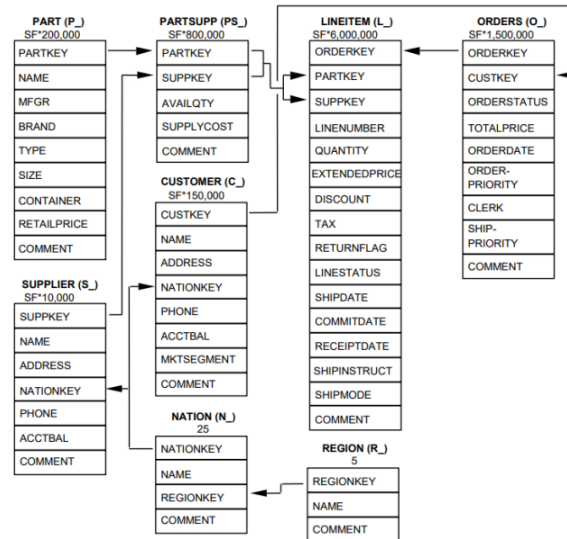 PART (P_)
SF*200,000
PARTKEY
NAME
MFGR
BRAND
TYPE
SIZE
CONTAINER
RETAILPRICE
COMMENT
SUPPLIER (S_)
SF*10,000
SUPPKEY
NAME
ADDRESS
NATIONKEY
PHONE
ACCTBAL
COMMENT
PARTSUPP (PS_)
SF*800,000
PARTKEY
SUPPKEY
AVAILQTY
SUPPLYCOST
COMMENT
CUSTOMER (C_)
SF*150,000
CUSTKEY
NAME
ADDRESS
NATIONKEY
PHONE
ACCTBAL
MKTSEGMENT
COMMENT
NATION (N_)
25
NATIONKEY
NAME
REGIONKEY
COMMENT
LINEITEM (L_)
SF*6,000,000
ORDERKEY
PARTKEY
SUPPKEY
LINENUMBER
QUANTITY
EXTENDEDPRICE
DISCOUNT
TAX
RETURNFLAG
LINESTATUS
SHIPDATE
COMMITDATE
RECEIPTDATE
SHIPINSTRUCT
SHIPMODE
COMMENT
REGION (R_)
5
REGIONKEY
NAME
COMMENT
ORDERS (O_)
SF*1,500,000
ORDERKEY
CUSTKEY
ORDERSTATUS
TOTALPRICE
ORDERDATE
ORDER-
PRIORITY
CLERK
SHIP-
PRIORITY
COMMENT